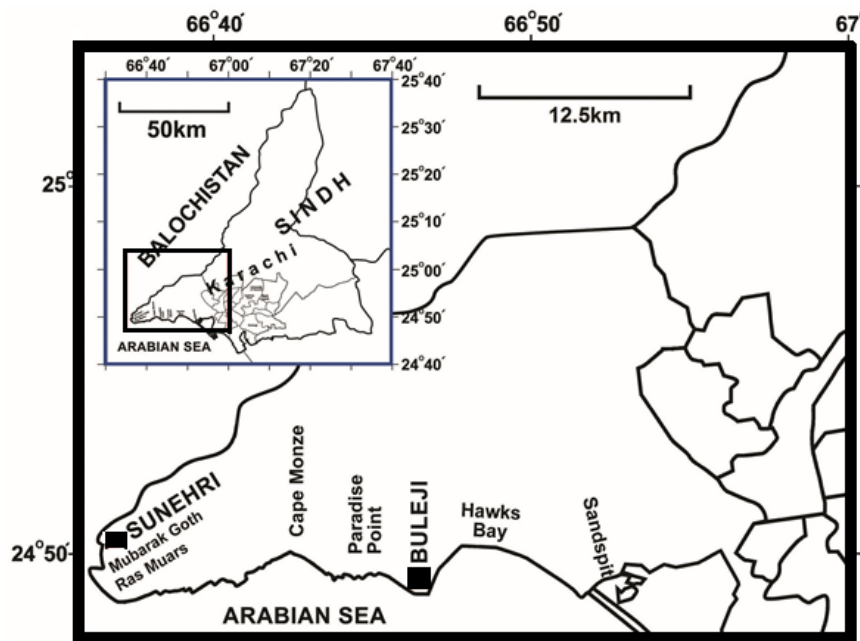 66°40´
66°50´
67°
66°40´
67°00´
67°20´
67°40´
25°40´
25°30´
25°20´
25°10´
25°00´
24°50´
24°40´
50km
12.5km
BALOCHISTAN
SINDH
Karachi
ARABIAN SEA
25°
24°50´
SUNEHRI
Mubarak Goth
Ras Muars
Cape Monze
Paradise
Point
BULEJI
Hawks
Bay
Sandspit
ARABIAN SEA